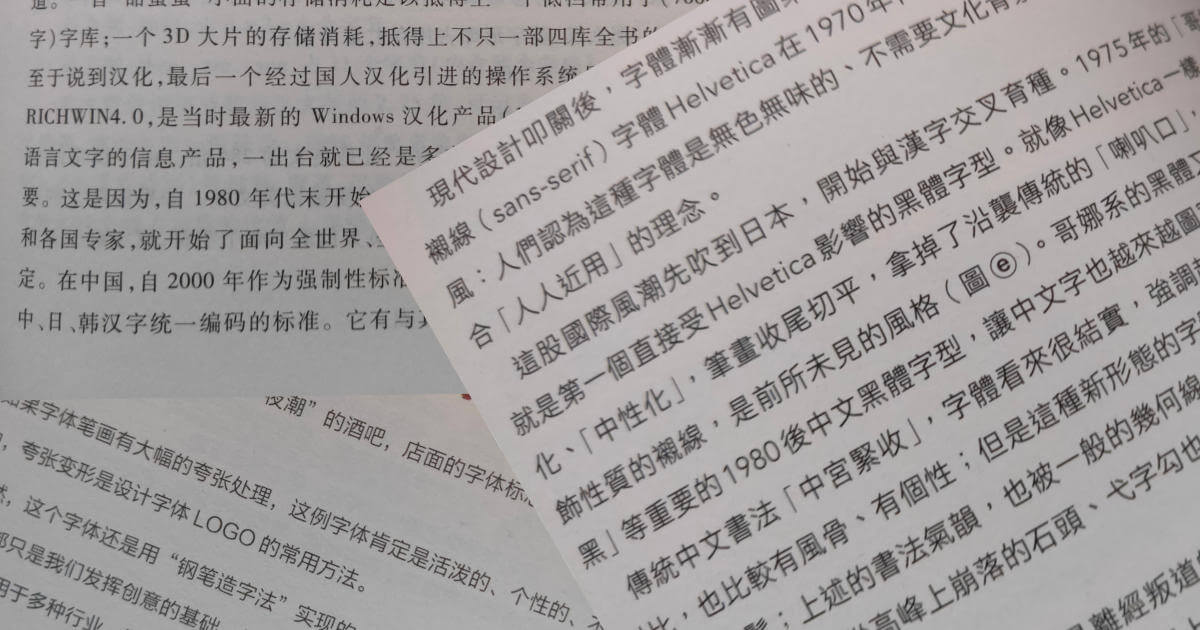 字)字库;一个 3D 大片的存储消耗,抵得上不只一部四库全书的
至于说到汉化,最后一个经过国人汉化引进的操作系统
RICHWIN4.0,是当时最新的 Windows 汉化产品(
语言文字的信息产品,一出台就已经是多
要。这是因为,自 1980 年代末开始
和各国专家,就开始了面向全世界、
定。在中国,自 2000 年作为强制性标准
中、日、韩汉字统一编码的标准。它有与
夜潮”的酒吧,店面的字体标
如果字体笔画有大幅的夸张处理,这例字体肯定是活泼的、个性的、
,夸张变形是设计字体 LOGO 的常用方法。
,这个字体还是用“钢笔造字法”实现的
都只是我们发挥创意的基础
用于多种行业
現代設計叩關後,字體漸漸有圖
襯線(sans-serif)字體 Helvetica 在 1970 年
風:人們認為這種字體是無色無味的、不需要文化背
合「人人近用」的理念。
這股國際風潮先吹到日本,開始與漢字交叉育種。1975 年的「
就是第一個直接受 Helvetica 影響的黑體字型。就像 Helvetica 一樣
化、「中性化」,筆畫收尾切平,拿掉了沿襲傳統的「喇叭口」
飾性質的襯線,是前所未見的風格(圖ⓔ)。哥娜系的黑體
黑」等重要的 1980 後中文黑體字型,讓中文字也越來越圖
傳統中文書法「中宮緊收」,字體看來很結實,強調
比,也比較有風骨、有個性;但是這種新形態的字
;上述的書法氣韻,也被一般的幾何線
高峰上崩落的石頭、弋字勾也
離經叛道